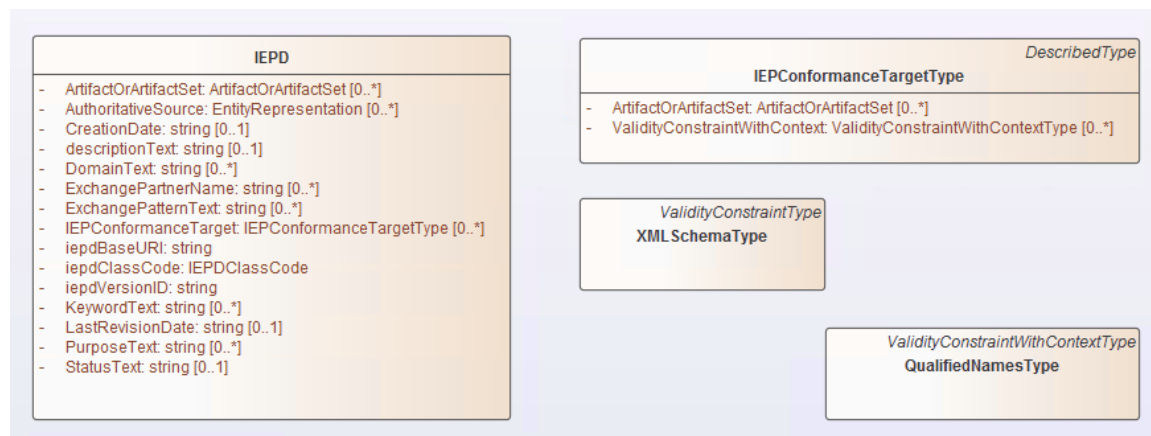 IEPD
- ArtifactOrArtifactSet: ArtifactOrArtifactSet [0..*]
- AuthoritativeSource: EntityRepresentation [0..*]
- CreationDate: string [0..1]
- descriptionText: string [0..1]
- DomainText: string [0..*]
- ExchangePartnerName: string [0..*]
- ExchangePatternText: string [0..*]
- IEPConformanceTarget: IEPConformanceTargetType [0..*]
- iepdBaseURI: string
- iepdClassCode: IEPDClassCode
- iepdVersionID: string
- KeywordText: string [0..*]
- LastRevisionDate: string [0..1]
- PurposeText: string [0..*]
- StatusText: string [0..1]
DescribedType
IEPConformanceTargetType
- ArtifactOrArtifactSet: ArtifactOrArtifactSet [0..*]
- ValidityConstraintWithContext: ValidityConstraintWithContextType [0..*]
ValidityConstraintType
XMLSchemaType
ValidityConstraintWithContextType
QualifiedNamesType